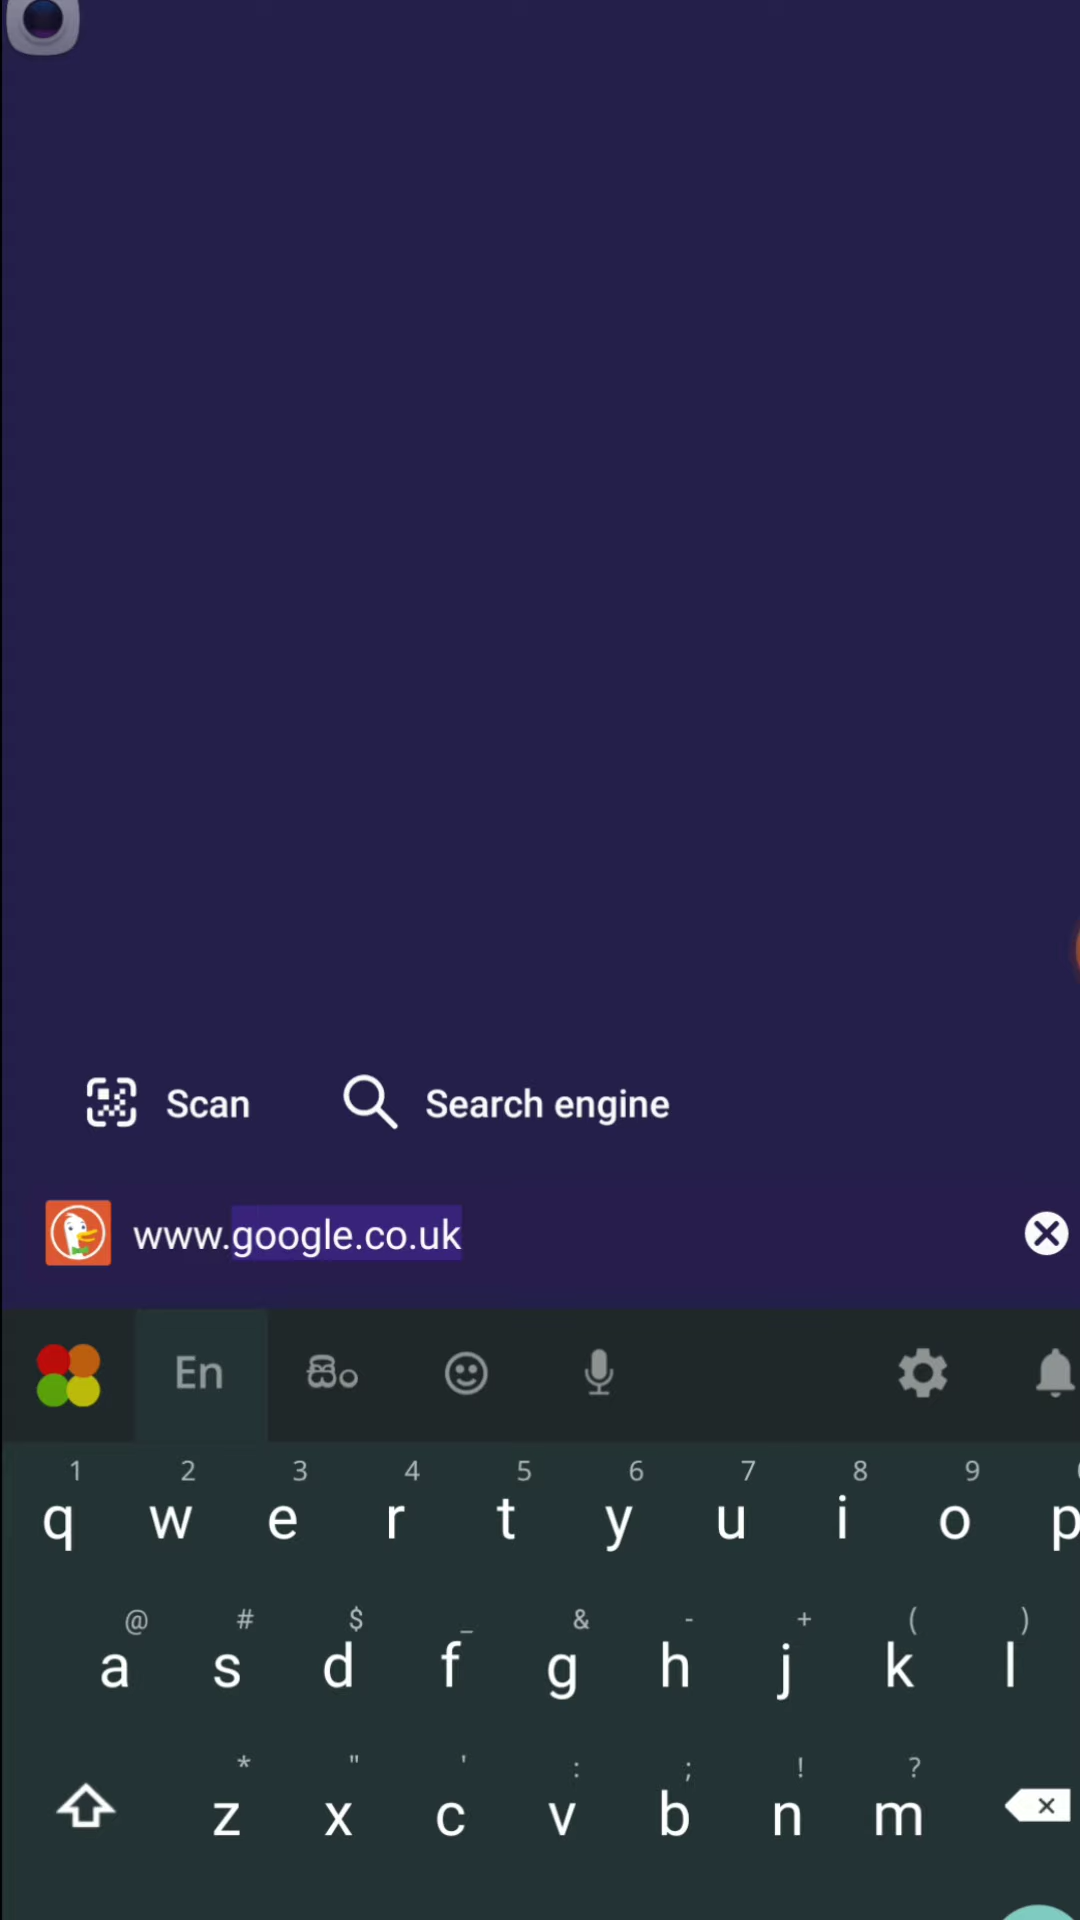 Scan Search engine
www.google.co.uk
En සිං
1 2 3 4 5 6 7 8 9
q w e r t y u i o p
@ # $ _ & - + ( )
a s d f g h j k l
* " ' : ; ! ?
z x c v b n m